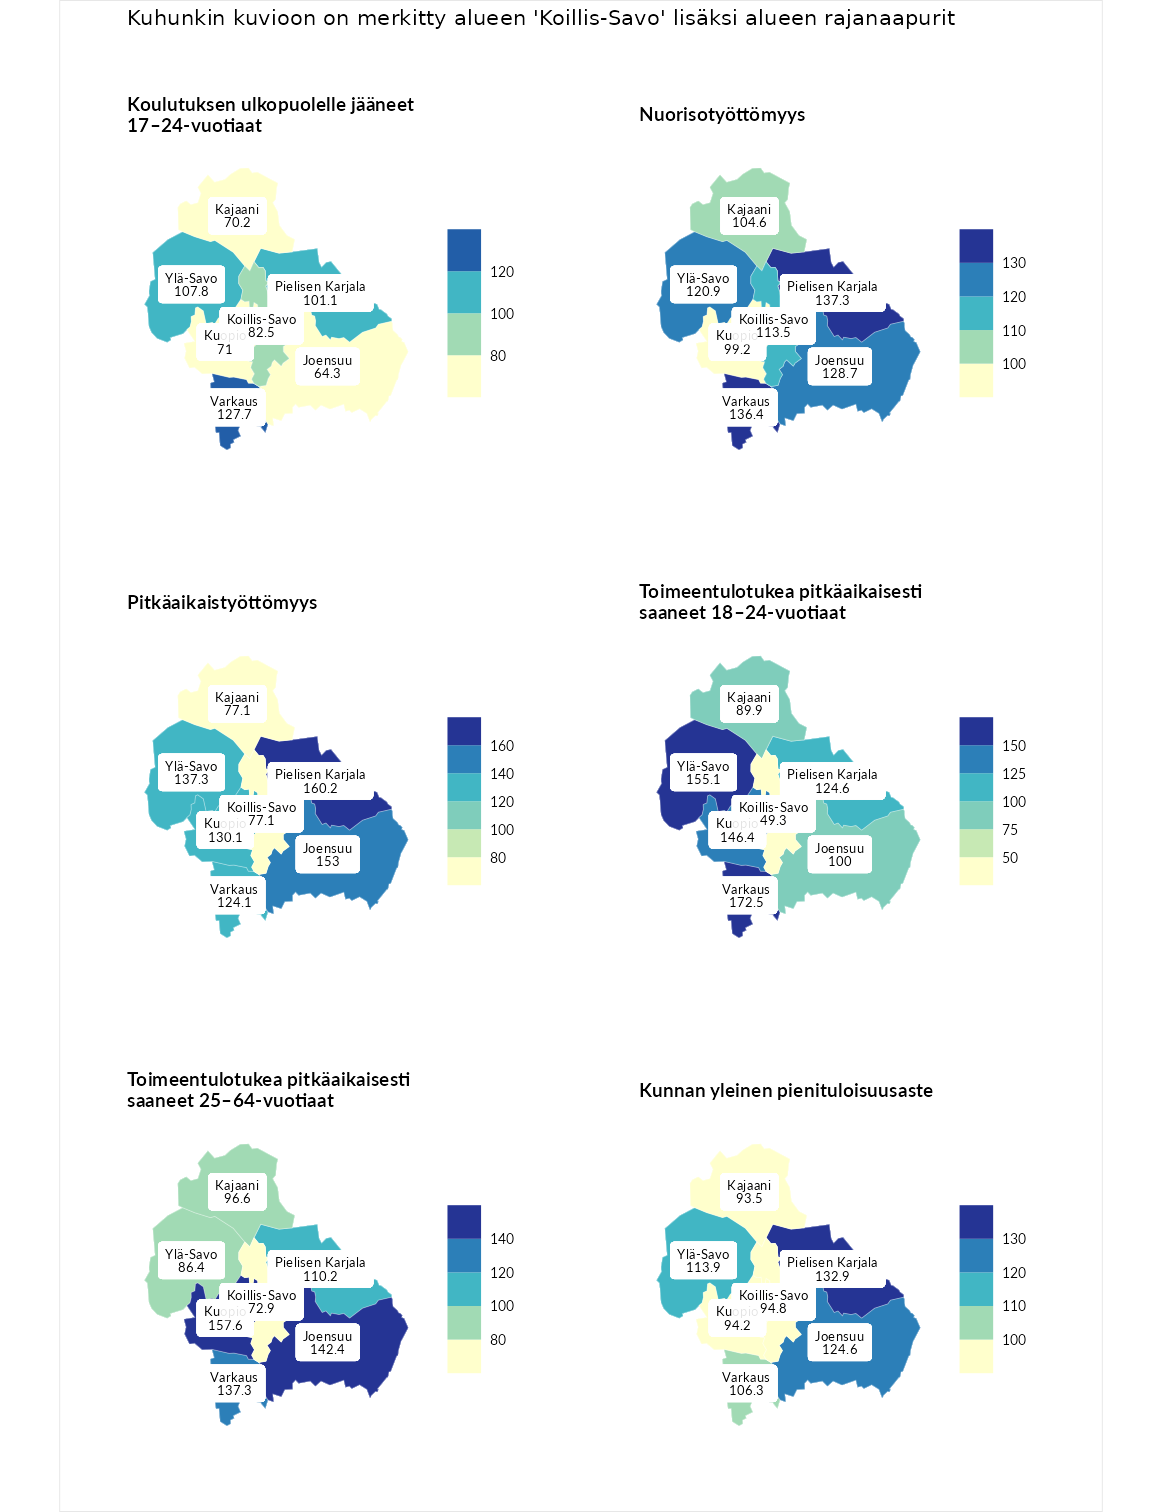 Kuhunkin kuvioon on merkitty alueen 'Koillis-Savo' lisäksi alueen rajanaapurit
Koulutuksen ulkopuolelle jääneet
17–24-vuotiaat
Kajaani
70.2
Ylä-Savo
107.8
Pielisen Karjala
101.1
Koillis-Savo
82.5
Kuopio
71
Joensuu
64.3
Varkaus
127.7
120
100
80
Nuorisotyöttömyys
Kajaani
104.6
Ylä-Savo
120.9
Pielisen Karjala
137.3
Koillis-Savo
113.5
Kuopio
99.2
Joensuu
128.7
Varkaus
136.4
130
120
110
100
Pitkäaikaistyöttömyys
Kajaani
77.1
Ylä-Savo
137.3
Pielisen Karjala
160.2
Koillis-Savo
77.1
Kuopio
130.1
Joensuu
153
Varkaus
124.1
160
140
120
100
80
Toimeentulotukea pitkäaikaisesti
saaneet 18–24-vuotiaat
Kajaani
89.9
Ylä-Savo
155.1
Pielisen Karjala
124.6
Koillis-Savo
49.3
Kuopio
146.4
Joensuu
100
Varkaus
172.5
150
125
100
75
50
Toimeentulotukea pitkäaikaisesti
saaneet 25–64-vuotiaat
Kajaani
96.6
Ylä-Savo
86.4
Pielisen Karjala
110.2
Koillis-Savo
72.9
Kuopio
157.6
Joensuu
142.4
Varkaus
137.3
140
120
100
80
Kunnan yleinen pienituloisuusaste
Kajaani
93.5
Ylä-Savo
113.9
Pielisen Karjala
132.9
Koillis-Savo
94.8
Kuopio
94.2
Joensuu
124.6
Varkaus
106.3
130
120
110
100